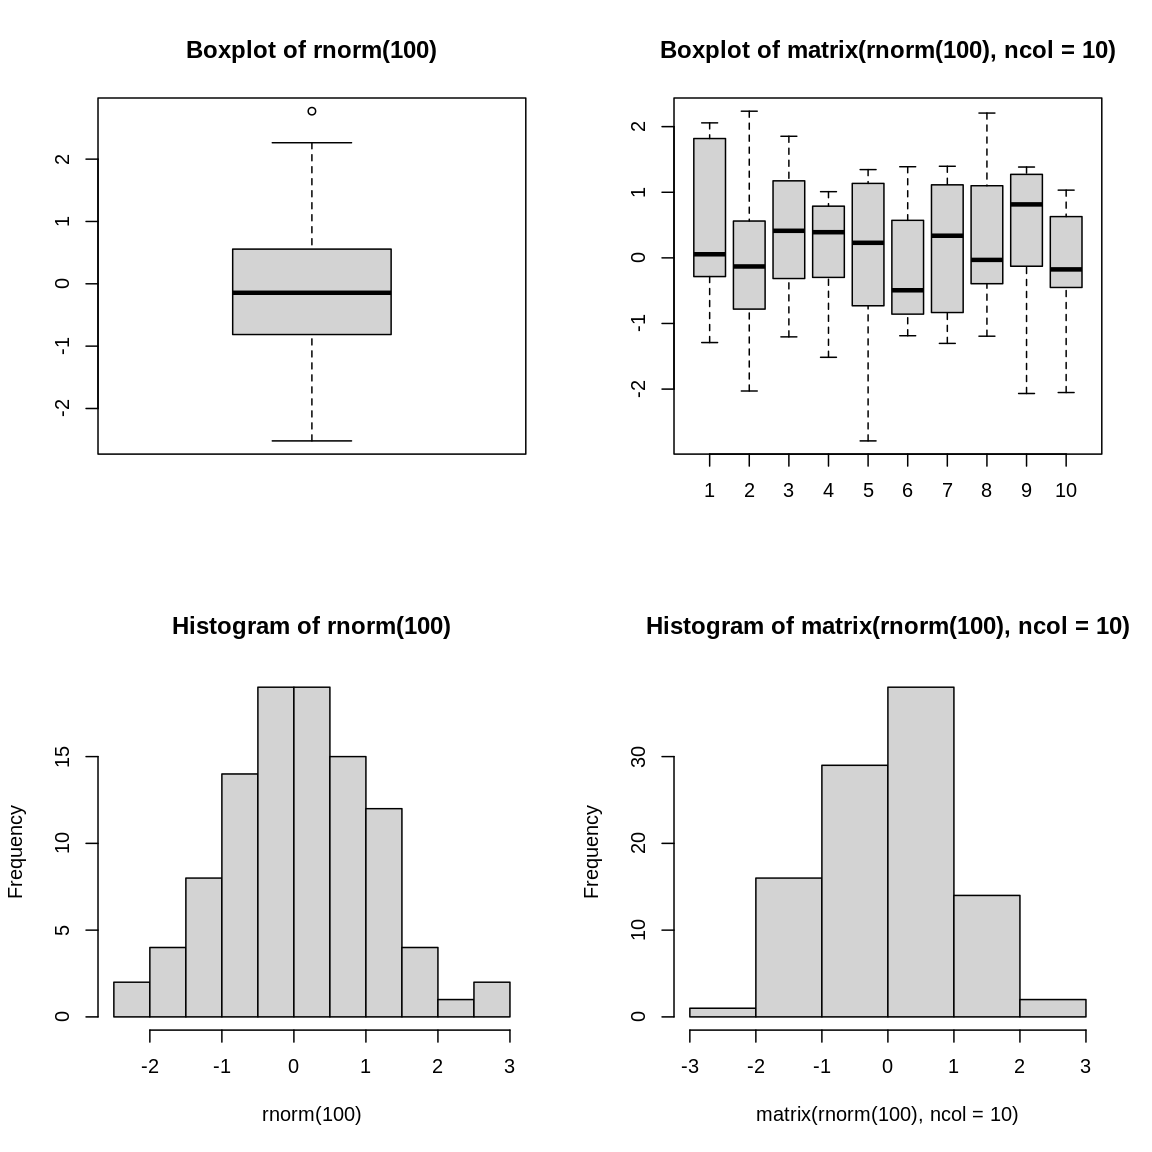 Boxplot of rnorm(100)
2
1
0
-1
-2
Boxplot of matrix(rnorm(100), ncol = 10)
2
1
0
-1
-2
1 2 3 4 5 6 7 8 9 10
Histogram of rnorm(100)
Frequency
15
10
5
0
-2 -1 0 1 2 3
rnorm(100)
Histogram of matrix(rnorm(100), ncol = 10)
Frequency
30
20
10
0
-3 -2 -1 0 1 2 3
matrix(rnorm(100), ncol = 10)